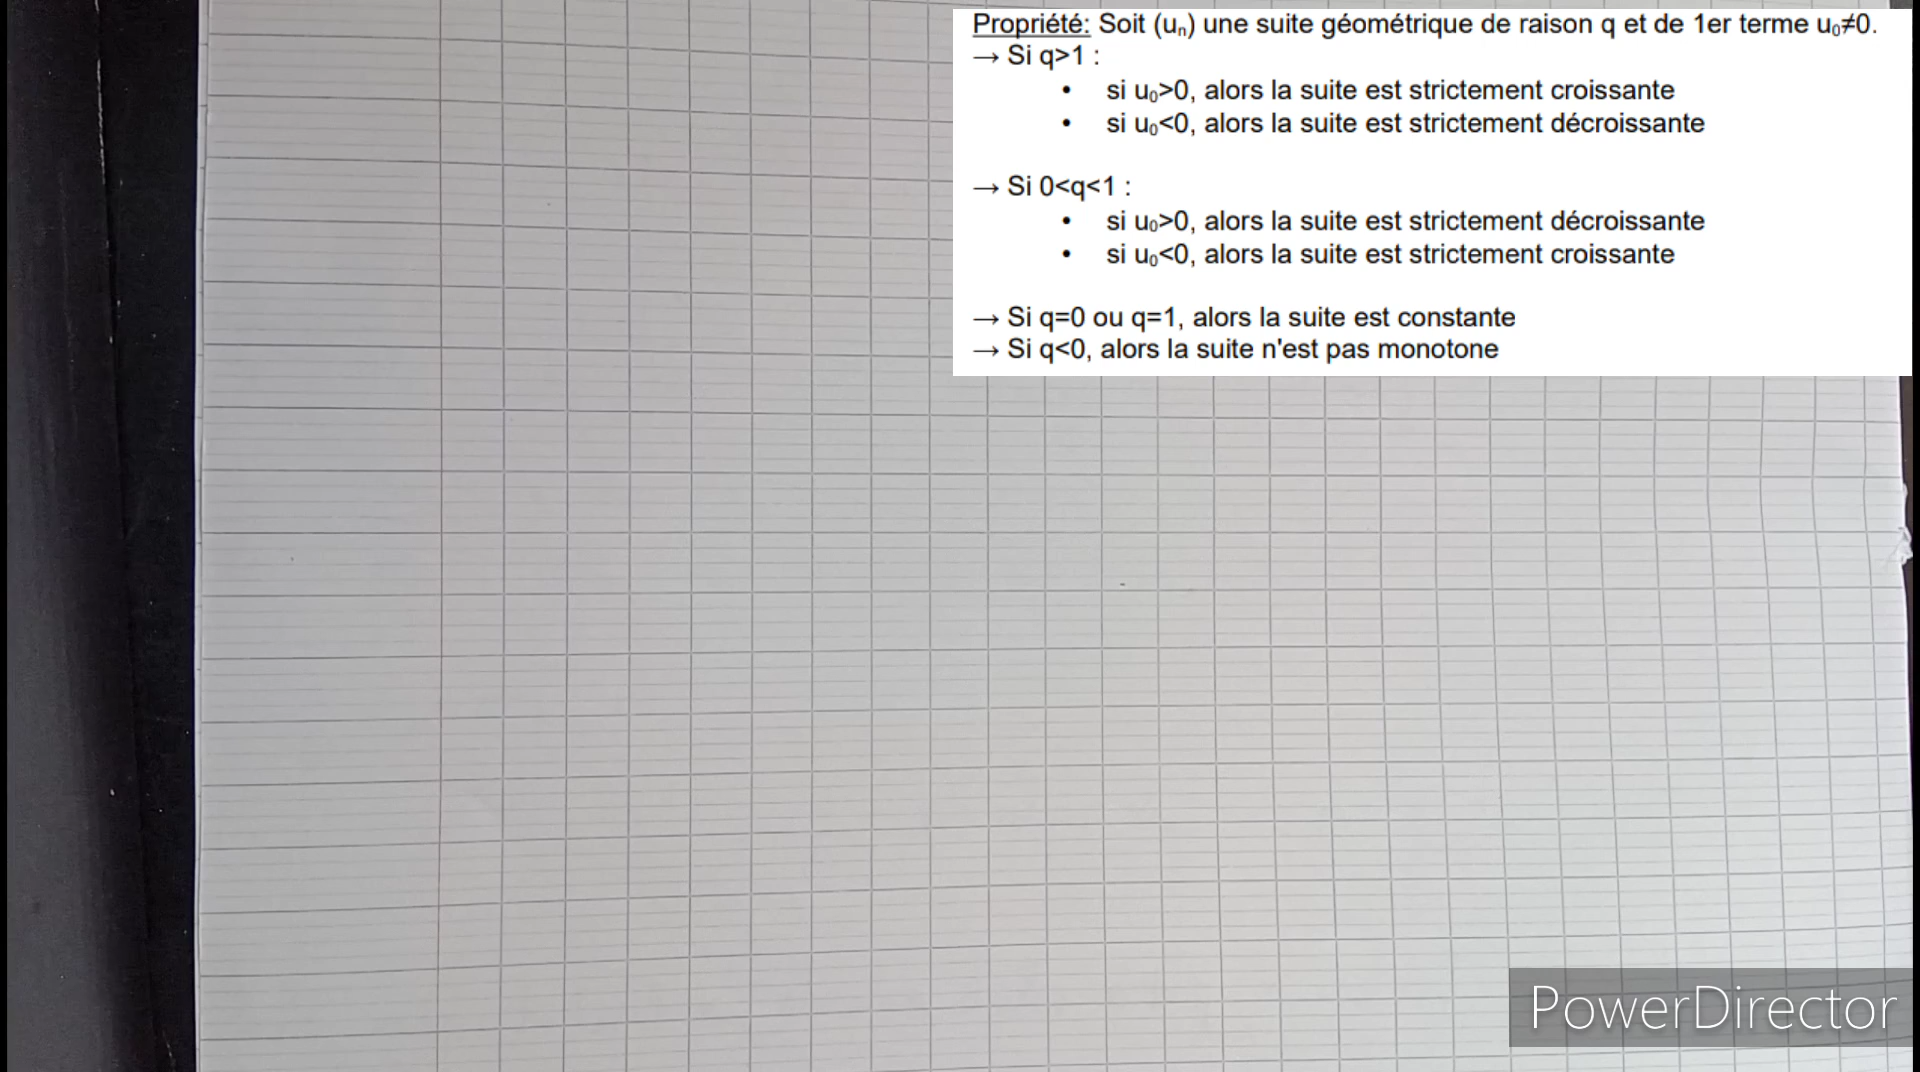 Propriété: Soit (uₙ) une suite géométrique de raison q et de 1er terme u₀≠0.
→ Si q>1 :
• si u₀>0, alors la suite est strictement croissante
• si u₀<0, alors la suite est strictement décroissante
→ Si 0<q<1 :
• si u₀>0, alors la suite est strictement décroissante
• si u₀<0, alors la suite est strictement croissante
→ Si q=0 ou q=1, alors la suite est constante
→ Si q<0, alors la suite n'est pas monotone
PowerDirector